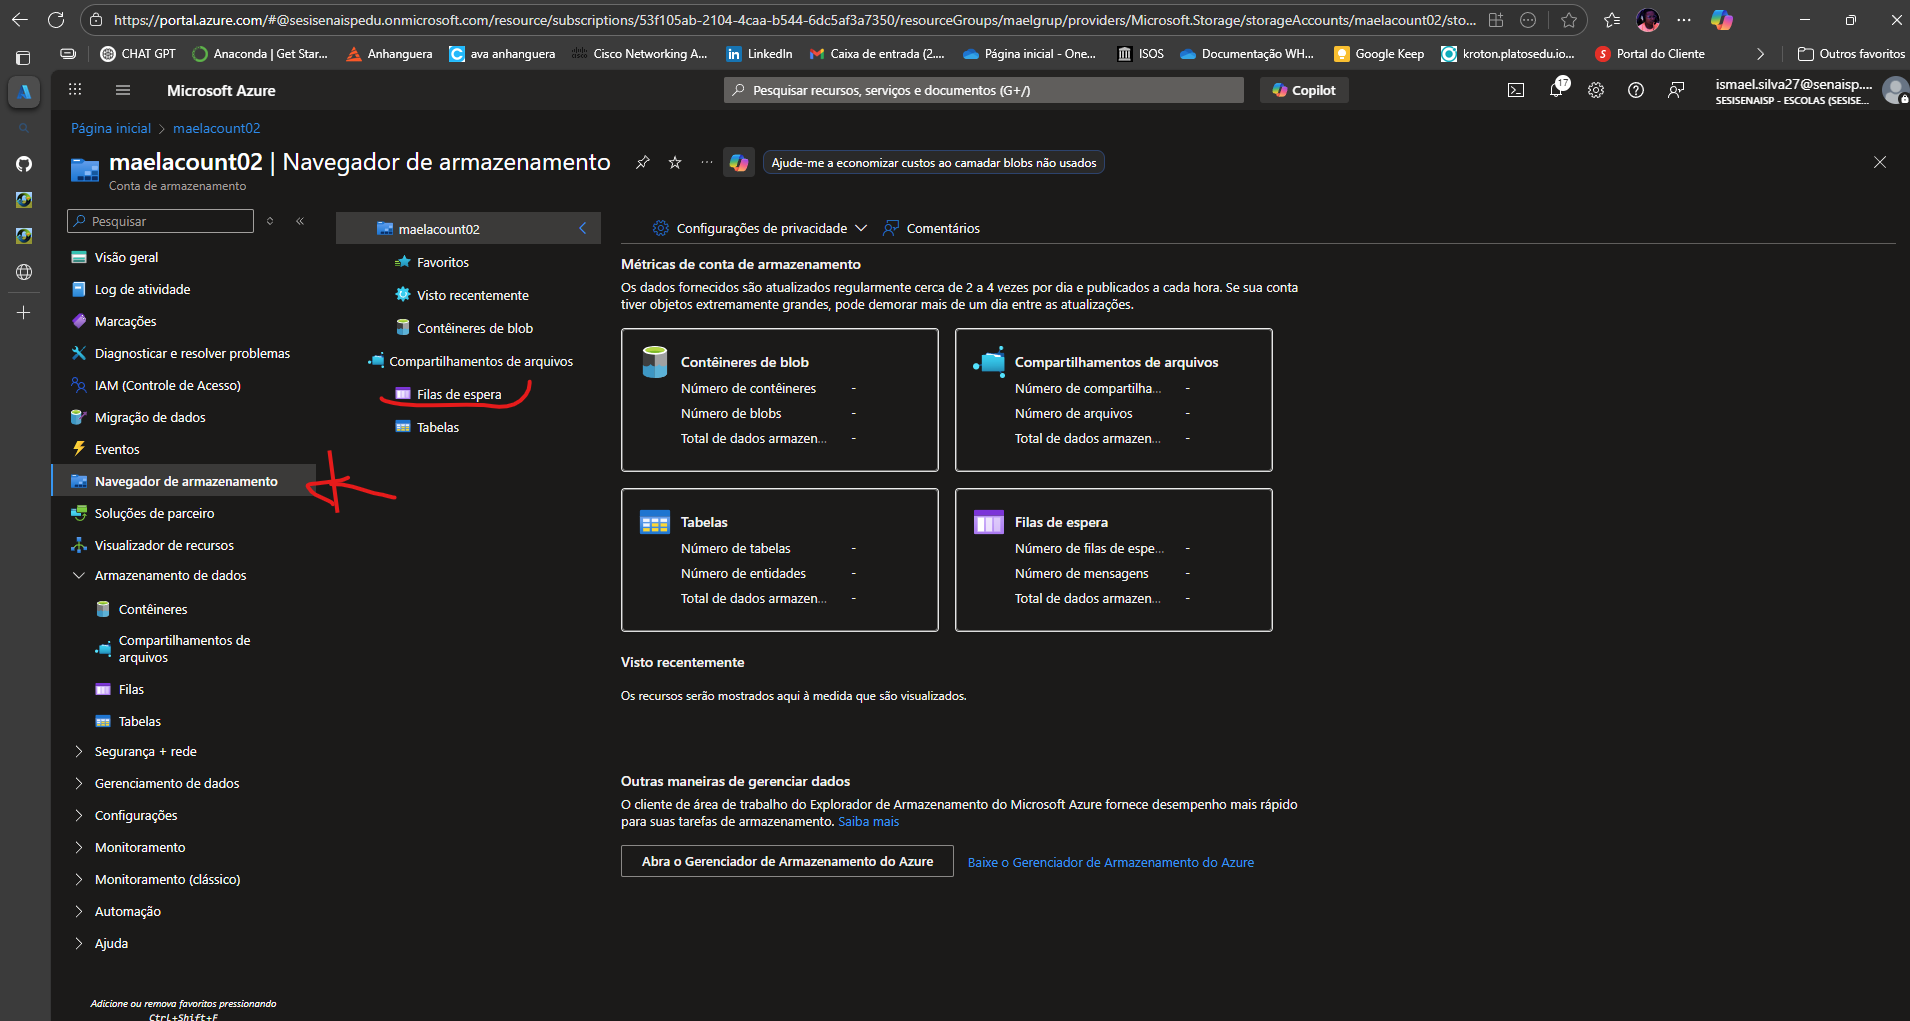 https://portal.azure.com/#@sesisenaispedu.onmicrosoft.com/resource/subscriptions/53f105ab-2104-4caa-b544-6dc5af3a7350/resourceGroups/maelgrup/providers/Microsoft.Storage/storageAccounts/maelacount02/sto...
CHAT GPT
Anaconda | Get Star...
Anhanguera
ava anhanguera
Cisco Networking A...
LinkedIn
Caixa de entrada (2....
Página inicial - One...
ISOS
Documentação WH...
Google Keep
kroton.platosedu.io...
Portal do Cliente
Outros favoritos
Microsoft Azure
Pesquisar recursos, serviços e documentos (G+/)
Copilot
17
ismael.silva27@senaisp....
SESISENAISP - ESCOLAS (SESISE...
Página inicial > maelacount02
maelacount02 | Navegador de armazenamento
Conta de armazenamento
Ajude-me a economizar custos ao camadar blobs não usados
Pesquisar
Visão geral
Log de atividade
Marcações
Diagnosticar e resolver problemas
IAM (Controle de Acesso)
Migração de dados
Eventos
Navegador de armazenamento
Soluções de parceiro
Visualizador de recursos
Armazenamento de dados
Contêineres
Compartilhamentos de
arquivos
Filas
Tabelas
Segurança + rede
Gerenciamento de dados
Configurações
Monitoramento
Monitoramento (clássico)
Automação
Ajuda
Adicione ou remova favoritos pressionando
Ctrl+Shift+F
maelacount02
Favoritos
Visto recentemente
Contêineres de blob
Compartilhamentos de arquivos
Filas de espera
Tabelas
Configurações de privacidade
Comentários
Métricas de conta de armazenamento
Os dados fornecidos são atualizados regularmente cerca de 2 a 4 vezes por dia e publicados a cada hora. Se sua conta
tiver objetos extremamente grandes, pode demorar mais de um dia entre as atualizações.
Contêineres de blob
Número de contêineres -
Número de blobs -
Total de dados armazen... -
Compartilhamentos de arquivos
Número de compartilha... -
Número de arquivos -
Total de dados armazen... -
Tabelas
Número de tabelas -
Número de entidades -
Total de dados armazen... -
Filas de espera
Número de filas de espe... -
Número de mensagens -
Total de dados armazen... -
Visto recentemente
Os recursos serão mostrados aqui à medida que são visualizados.
Outras maneiras de gerenciar dados
O cliente de área de trabalho do Explorador de Armazenamento do Microsoft Azure fornece desempenho mais rápido
para suas tarefas de armazenamento. Saiba mais
Abra o Gerenciador de Armazenamento do Azure
Baixe o Gerenciador de Armazenamento do Azure